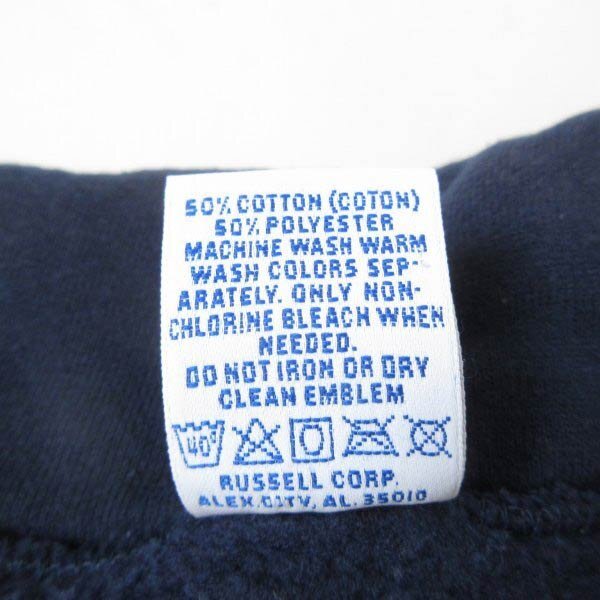 50% COTTON (COTON)
50% POLYESTER
MACHINE WASH WARM
WASH COLORS SEP-
ARATELY. ONLY NON-
CHLORINE BLEACH WHEN
NEEDED.
DO NOT IRON OR DRY
CLEAN EMBLEM
40°
RUSSELL CORP.
ALEX.CITY, AL. 35010